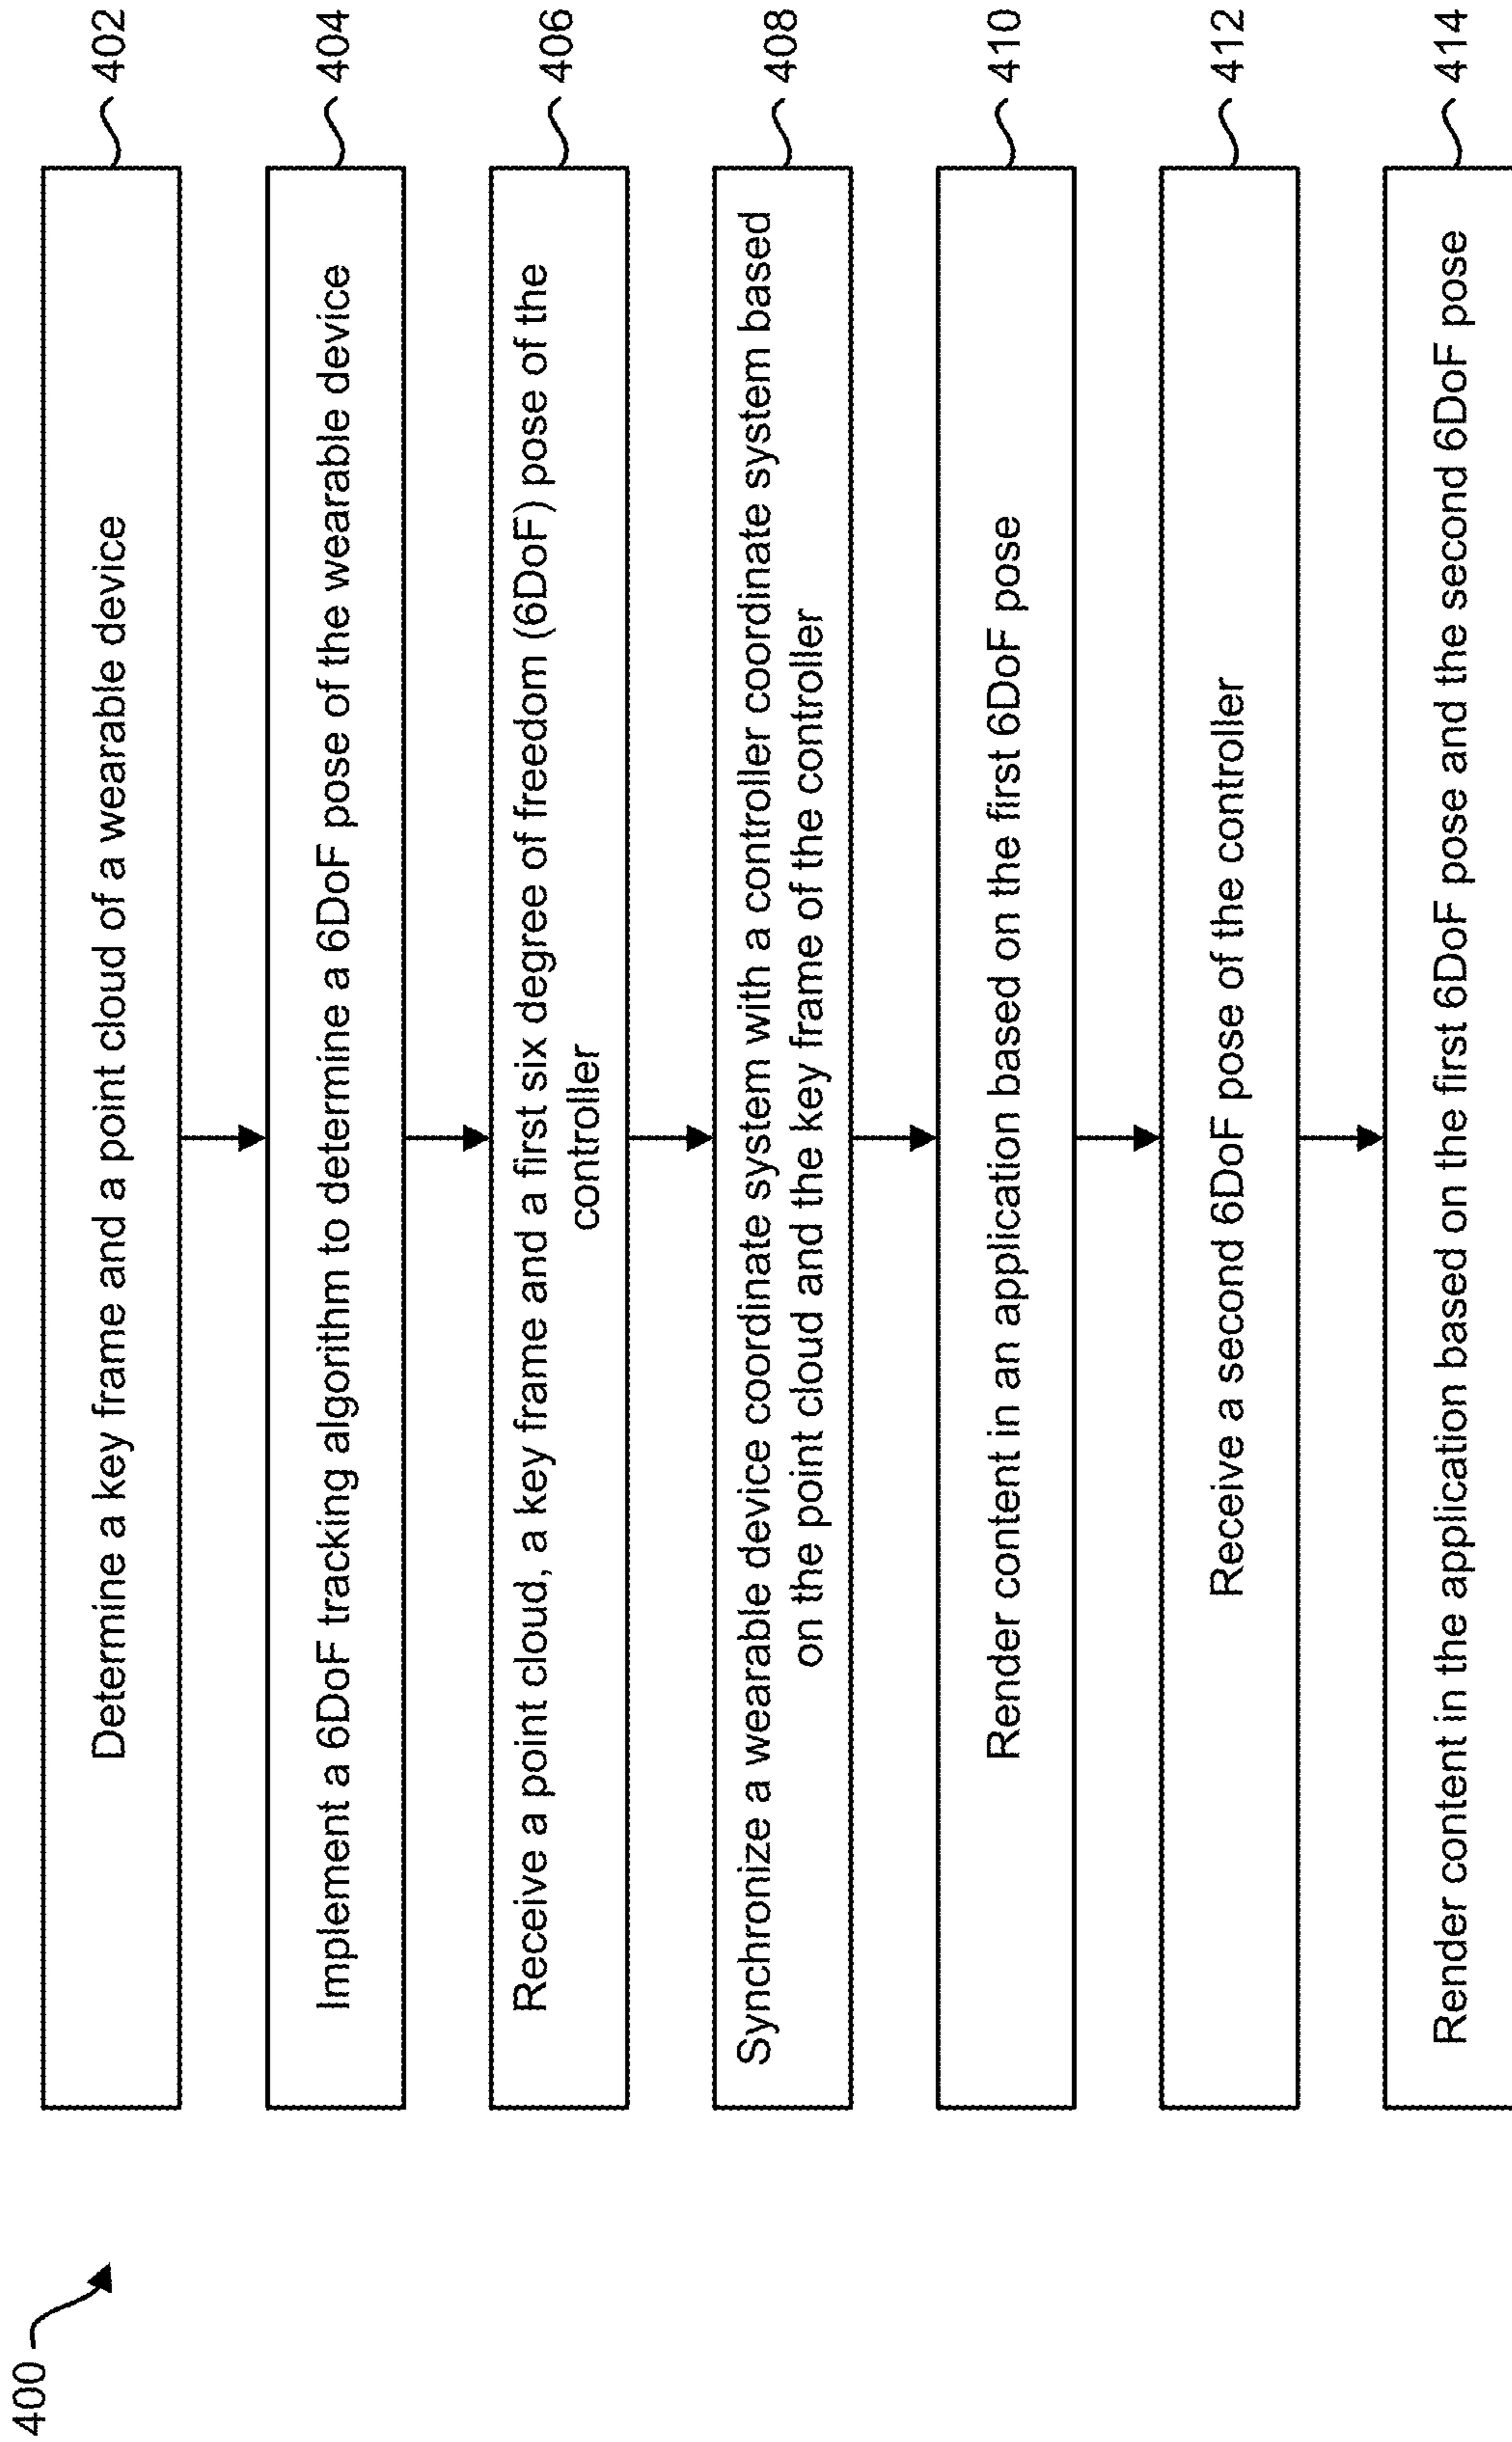 400
Determine a key frame and a point cloud of a wearable device
402
Implement a 6DoF tracking algorithm to determine a 6DoF pose of the wearable device
404
Receive a point cloud, a key frame and a first six degree of freedom (6DoF) pose of the
controller
406
Synchronize a wearable device coordinate system with a controller coordinate system based
on the point cloud and the key frame of the controller
408
Render content in an application based on the first 6DoF pose
410
Receive a second 6DoF pose of the controller
412
Render content in the application based on the first 6DoF pose and the second 6DoF pose
414